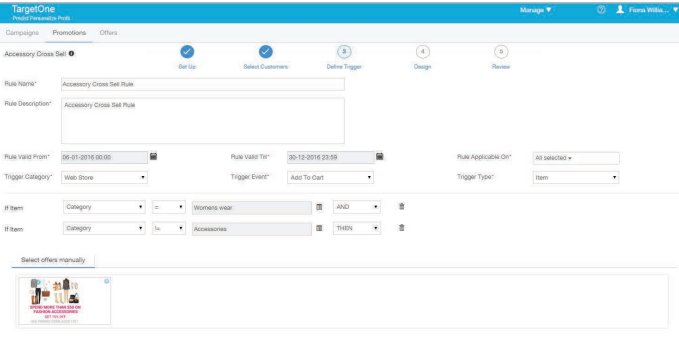 TargetOne
Predict Personalize Profit
Manage ▼
Fiona Willia... ▼
Campaigns Promotions Offers
Accessory Cross Sell
3 4 5
Set Up Select Customers Define Trigger Design Review
Rule Name* Accessory Cross Sell Rule
Rule Description* Accessory Cross Sell Rule
Rule Valid From* 06-01-2016 00:00 Rule Valid Till* 30-12-2016 23:59 Rule Applicable On* All selected
Trigger Category* Web Store Trigger Event* Add To Cart Trigger Type* Item
If Item Category = Womens wear AND
If Item Category != Accessories THEN
Select offers manually
SPEND MORE THAN $50 ON
FASHION ACCESSORIES
GET 10% OFF